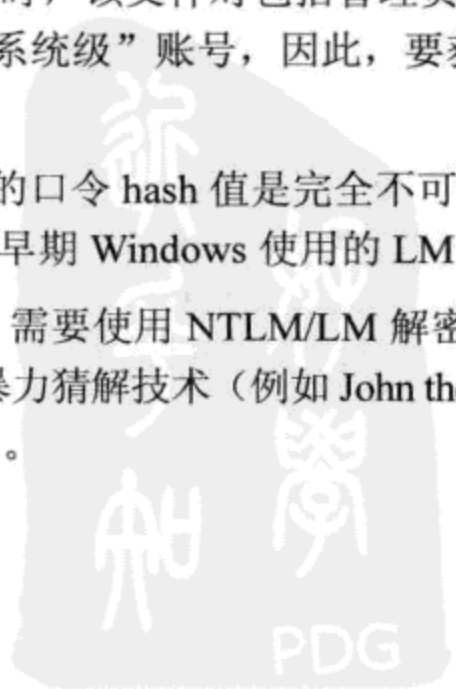 时，该文件则包括管理员
系统级”账号，因此，要获
的口令 hash 值是完全不可
早期 Windows 使用的 LM
需要使用 NTLM/LM 解密
暴力猜解技术（例如 John the
。
PDG